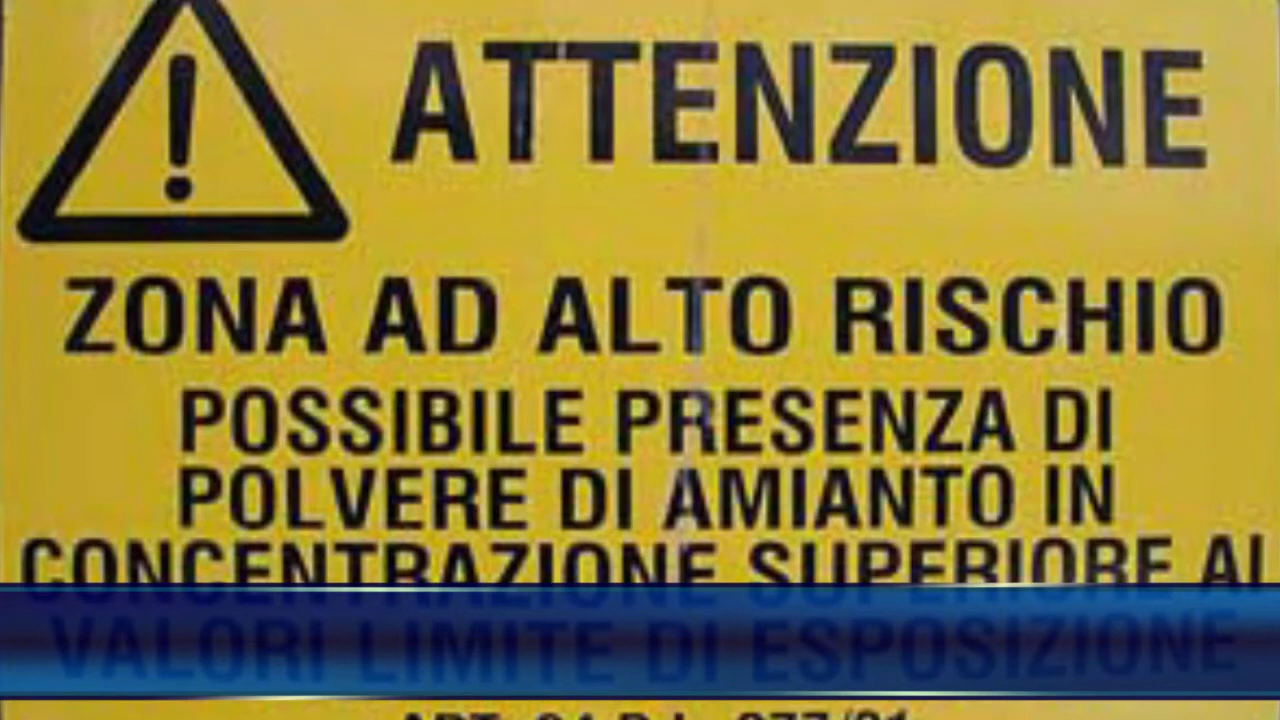 ATTENZIONE
ZONA AD ALTO RISCHIO
POSSIBILE PRESENZA DI
POLVERE DI AMIANTO IN
CONCENTRAZIONE SUPERIORE AI
VALORI LIMITE DI ESPOSIZIONE